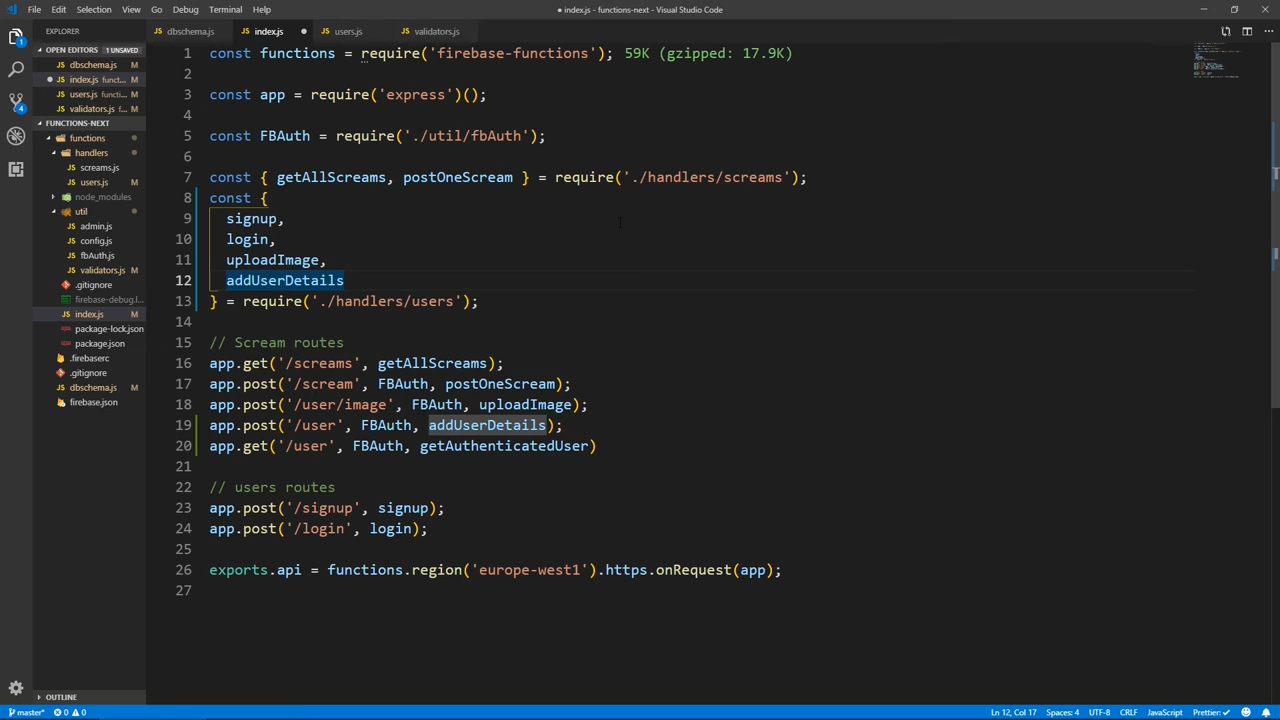 File Edit Selection View Go Debug Terminal Help
● index.js - functions-next - Visual Studio Code
EXPLORER
OPEN EDITORS 1 UNSAVED
dbschema.js
index.js funct...
users.js functi...
validators.js f...
FUNCTIONS-NEXT
functions
handlers
screams.js
users.js M
node_modules
util
admin.js
config.js
fbAuth.js
validators.js M
.gitignore
firebase-debug.l...
index.js M
package-lock.json
package.json
.firebaserc
.gitignore
dbschema.js M
firebase.json
OUTLINE
dbschema.js index.js ● users.js validators.js
1 const functions = require('firebase-functions'); 59K (gzipped: 17.9K)
2
3 const app = require('express')();
4
5 const FBAuth = require('./util/fbAuth');
6
7 const { getAllScreams, postOneScream } = require('./handlers/screams');
8 const {
9 signup,
10 login,
11 uploadImage,
12 addUserDetails
13 } = require('./handlers/users');
14
15 // Scream routes
16 app.get('/screams', getAllScreams);
17 app.post('/scream', FBAuth, postOneScream);
18 app.post('/user/image', FBAuth, uploadImage);
19 app.post('/user', FBAuth, addUserDetails);
20 app.get('/user', FBAuth, getAuthenticatedUser)
21
22 // users routes
23 app.post('/signup', signup);
24 app.post('/login', login);
25
26 exports.api = functions.region('europe-west1').https.onRequest(app);
27
master* 0 0 Ln 12, Col 17 Spaces: 4 UTF-8 CRLF JavaScript Prettier: ✓